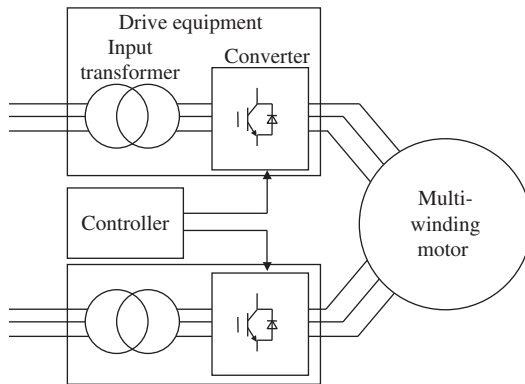 Drive equipment
Input
transformer
Converter
Controller
Multi-
winding
motor